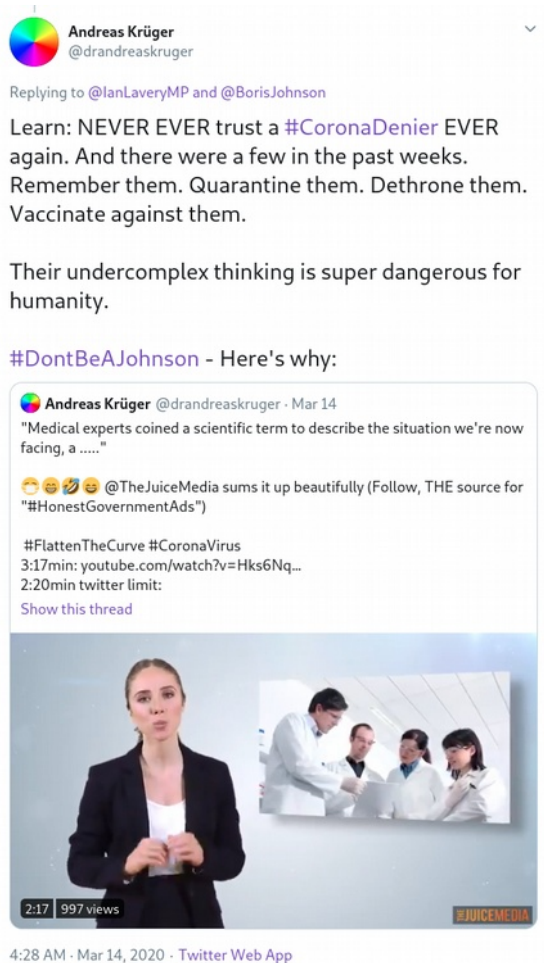 Andreas Krüger
@drandreaskruger
Replying to @IanLaveryMP and @BorisJohnson
Learn: NEVER EVER trust a #CoronaDenier EVER
again. And there were a few in the past weeks.
Remember them. Quarantine them. Dethrone them.
Vaccinate against them.
Their undercomplex thinking is super dangerous for
humanity.
#DontBeAJohnson - Here's why:
Andreas Krüger @drandreaskruger · Mar 14
"Medical experts coined a scientific term to describe the situation we're now
facing, a ....."
😷😄🤣😄 @TheJuiceMedia sums it up beautifully (Follow, THE source for
"#HonestGovernmentAds")
#FlattenTheCurve #CoronaVirus
3:17min: youtube.com/watch?v=Hks6Nq...
2:20min twitter limit:
Show this thread
2:17 997 views
THEJUICEMEDIA
4:28 AM · Mar 14, 2020 · Twitter Web App